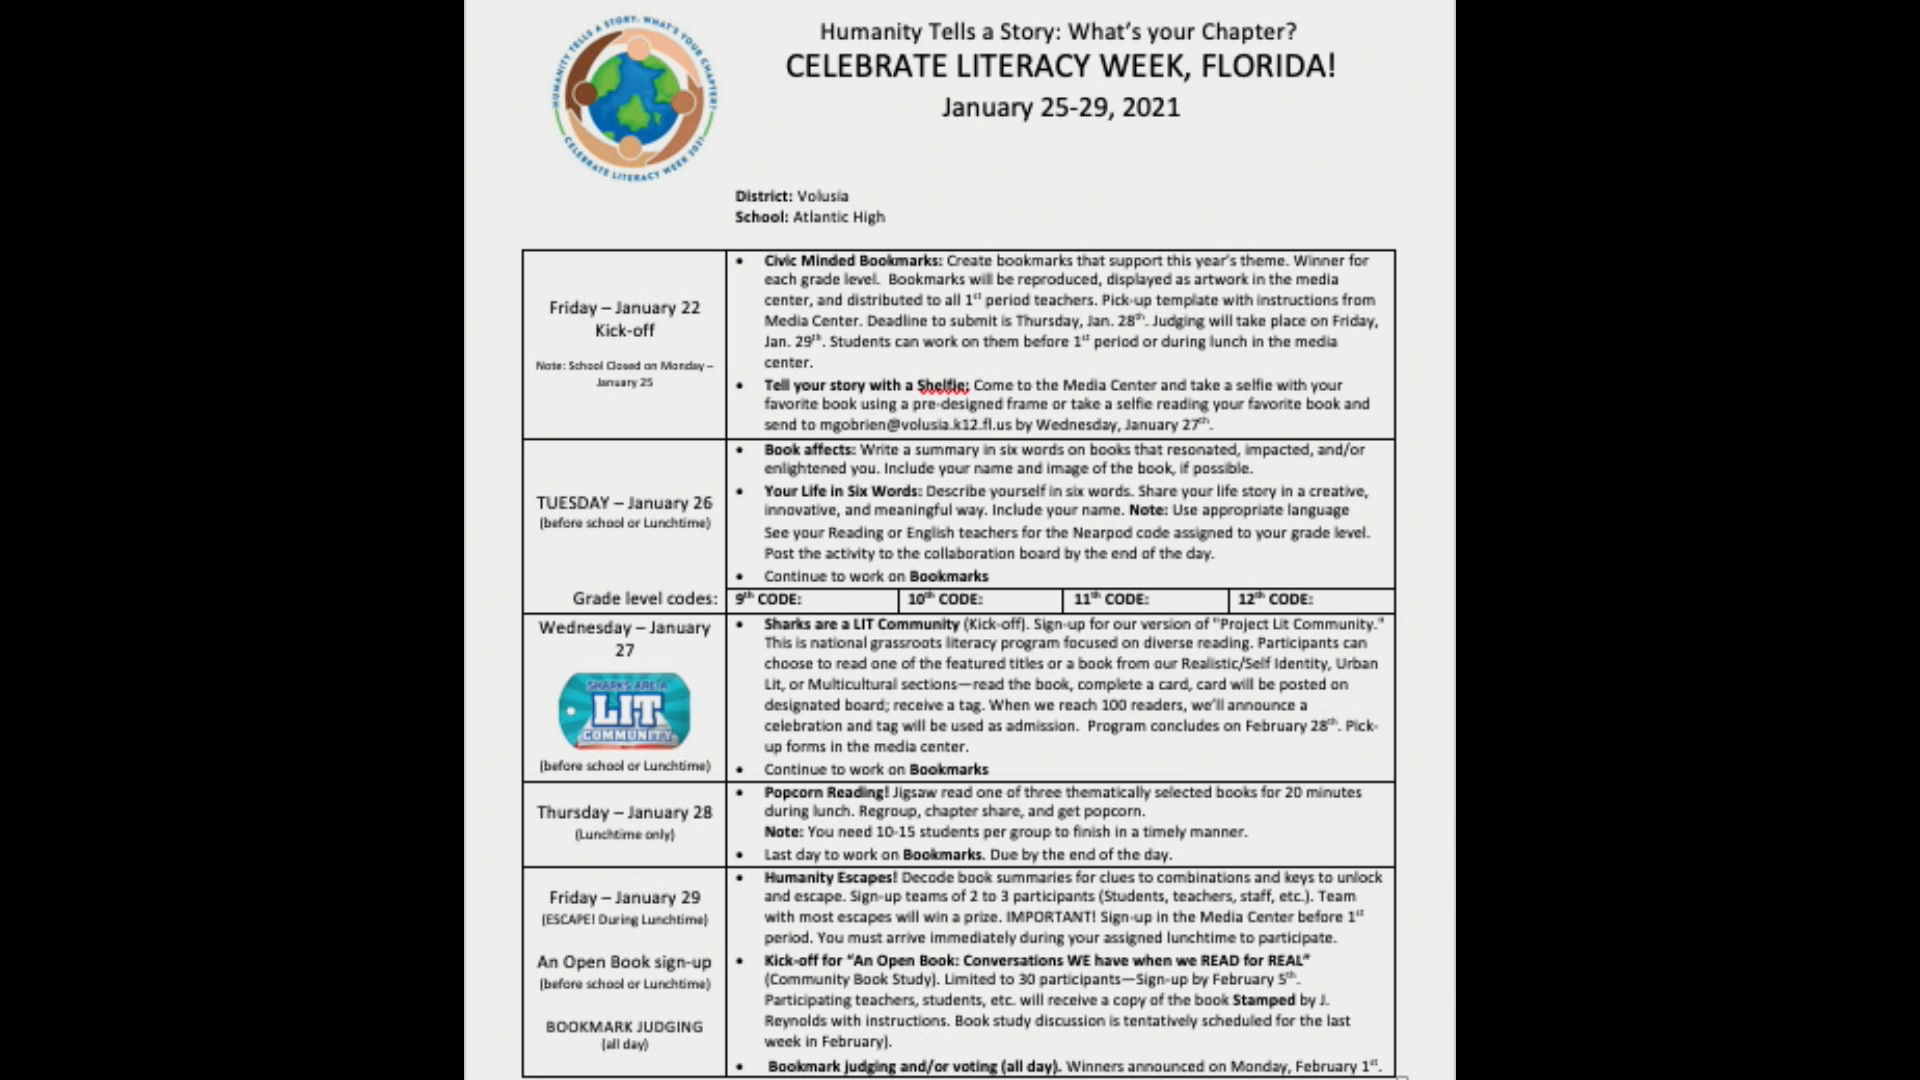 HUMANITY TELLS A STORY: WHAT'S YOUR CHAPTER?
CELEBRATE LITERACY WEEK 2021
Humanity Tells a Story: What's your Chapter?
CELEBRATE LITERACY WEEK, FLORIDA!
January 25-29, 2021
District: Volusia
School: Atlantic High
Friday – January 22
Kick-off
Note: School Closed on Monday –
January 25
• Civic Minded Bookmarks: Create bookmarks that support this year's theme. Winner for
each grade level. Bookmarks will be reproduced, displayed as artwork in the media
center, and distributed to all 1st period teachers. Pick-up template with instructions from
Media Center. Deadline to submit is Thursday, Jan. 28th. Judging will take place on Friday,
Jan. 29th. Students can work on them before 1st period or during lunch in the media
center.
• Tell your story with a Shelfie: Come to the Media Center and take a selfie with your
favorite book using a pre-designed frame or take a selfie reading your favorite book and
send to mgobrien@volusia.k12.fl.us by Wednesday, January 27th.
TUESDAY – January 26
(before school or Lunchtime)
• Book affects: Write a summary in six words on books that resonated, impacted, and/or
enlightened you. Include your name and image of the book, if possible.
• Your Life in Six Words: Describe yourself in six words. Share your life story in a creative,
innovative, and meaningful way. Include your name. Note: Use appropriate language
See your Reading or English teachers for the Nearpod code assigned to your grade level.
Post the activity to the collaboration board by the end of the day.
• Continue to work on Bookmarks
Grade level codes: 9th CODE: 10th CODE: 11th CODE: 12th CODE:
Wednesday – January
27
SHARKS ARE A
LIT
COMMUNITY
(before school or Lunchtime)
• Sharks are a LIT Community (Kick-off). Sign-up for our version of "Project Lit Community."
This is national grassroots literacy program focused on diverse reading. Participants can
choose to read one of the featured titles or a book from our Realistic/Self Identity, Urban
Lit, or Multicultural sections—read the book, complete a card, card will be posted on
designated board; receive a tag. When we reach 100 readers, we'll announce a
celebration and tag will be used as admission. Program concludes on February 28th. Pick-
up forms in the media center.
• Continue to work on Bookmarks
Thursday – January 28
(Lunchtime only)
• Popcorn Reading! Jigsaw read one of three thematically selected books for 20 minutes
during lunch. Regroup, chapter share, and get popcorn.
Note: You need 10-15 students per group to finish in a timely manner.
• Last day to work on Bookmarks. Due by the end of the day.
Friday – January 29
(ESCAPE! During Lunchtime)
An Open Book sign-up
(before school or Lunchtime)
BOOKMARK JUDGING
(all day)
• Humanity Escapes! Decode book summaries for clues to combinations and keys to unlock
and escape. Sign-up teams of 2 to 3 participants (Students, teachers, staff, etc.). Team
with most escapes will win a prize. IMPORTANT! Sign-up in the Media Center before 1st
period. You must arrive immediately during your assigned lunchtime to participate.
• Kick-off for "An Open Book: Conversations WE have when we READ for REAL"
(Community Book Study). Limited to 30 participants—Sign-up by February 5th.
Participating teachers, students, etc. will receive a copy of the book Stamped by J.
Reynolds with instructions. Book study discussion is tentatively scheduled for the last
week in February).
• Bookmark judging and/or voting (all day). Winners announced on Monday, February 1st.